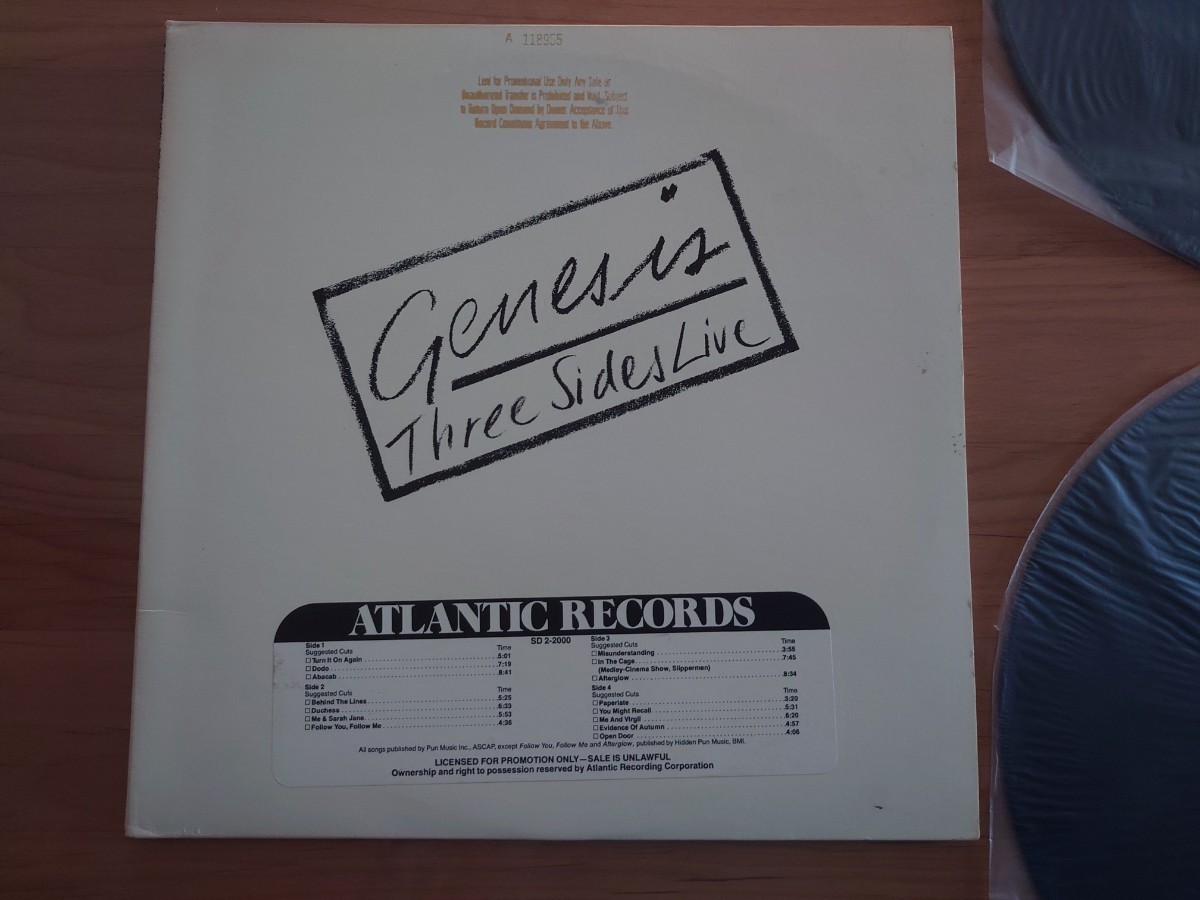 A 118955
Lent for Promotional Use Only Any Sale or
Unauthorized Transfer is Prohibited and Void. Subject
to Return Upon Demand by Owner. Acceptance of this
Record Constitutes Agreement to the Above.
Genesis
Three Sides Live
ATLANTIC RECORDS
SD 2-2000
Side 1
Suggested Cuts Time
Turn It On Again 5:01
Dodo 7:19
Abacab 8:41
Side 2
Suggested Cuts Time
Behind The Lines 5:25
Duchess 6:33
Me & Sarah Jane 5:53
Follow You, Follow Me 4:36
Side 3
Suggested Cuts Time
Misunderstanding 3:55
In The Cage 7:45
(Medley-Cinema Show, Slippermen)
Afterglow 8:34
Side 4
Suggested Cuts Time
Paperlate 3:20
You Might Recall 5:31
Me And Virgil 6:20
Evidence Of Autumn 4:57
Open Door 4:06
All songs published by Pun Music Inc., ASCAP, except Follow You, Follow Me and Afterglow, published by Hidden Pun Music, BMI.
LICENSED FOR PROMOTION ONLY—SALE IS UNLAWFUL
Ownership and right to possession reserved by Atlantic Recording Corporation